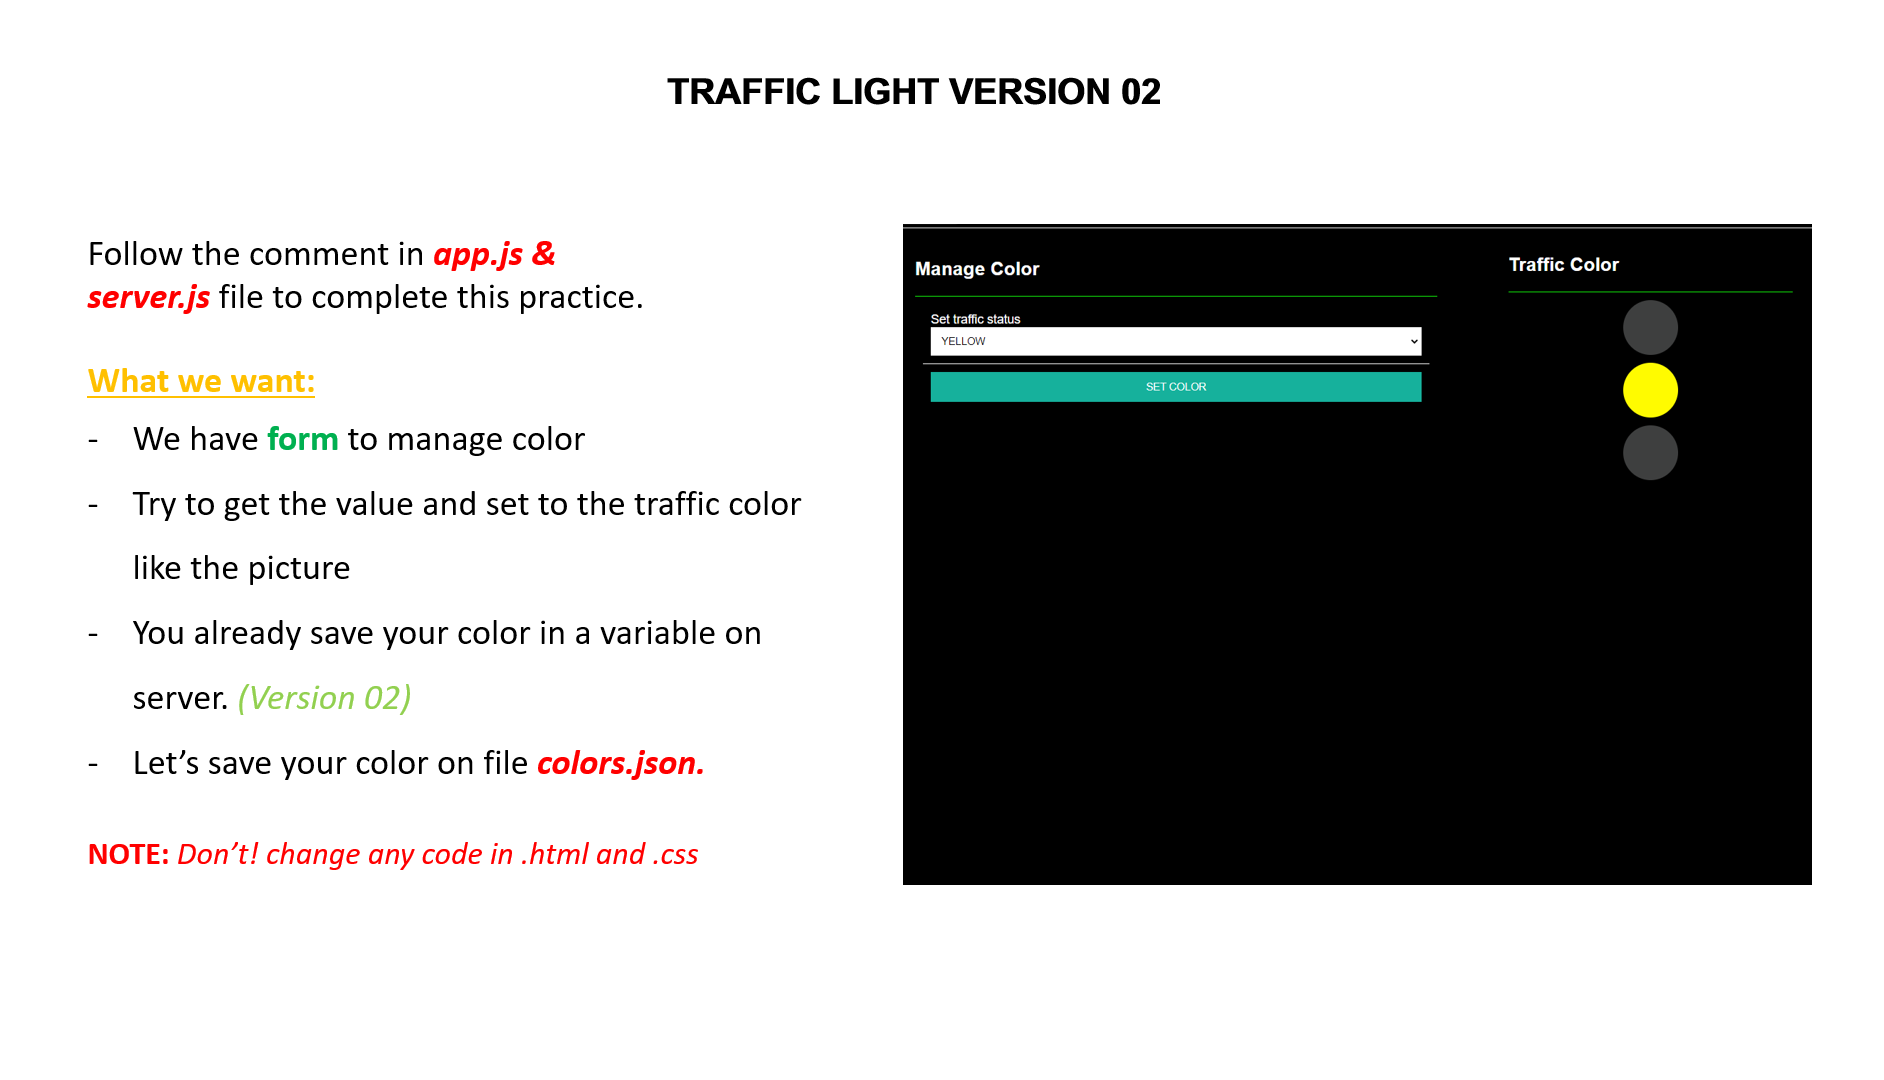 TRAFFIC LIGHT VERSION 02
Follow the comment in app.js &
server.js file to complete this practice.
What we want:
- We have form to manage color
- Try to get the value and set to the traffic color
like the picture
- You already save your color in a variable on
server. (Version 02)
- Let’s save your color on file colors.json.
NOTE: Don’t! change any code in .html and .css
Manage Color
Set traffic status
YELLOW
SET COLOR
Traffic Color